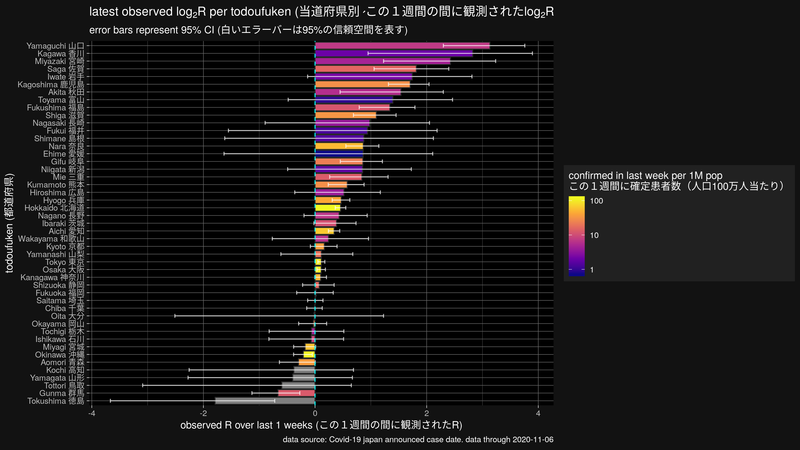 latest observed log₂R per todoufuken (当道府県別・この１週間の間に観測されたlog₂R
error bars represent 95% CI (白いエラーバーは95%の信頼空間を表す)
todoufuken (都道府県)
Yamaguchi 山口
Kagawa 香川
Miyazaki 宮崎
Saga 佐賀
Iwate 岩手
Kagoshima 鹿児島
Akita 秋田
Toyama 富山
Fukushima 福島
Shiga 滋賀
Nagasaki 長崎
Fukui 福井
Shimane 島根
Nara 奈良
Ehime 愛媛
Gifu 岐阜
Niigata 新潟
Mie 三重
Kumamoto 熊本
Hiroshima 広島
Hyogo 兵庫
Hokkaido 北海道
Nagano 長野
Ibaraki 茨城
Aichi 愛知
Wakayama 和歌山
Kyoto 京都
Yamanashi 山梨
Tokyo 東京
Osaka 大阪
Kanagawa 神奈川
Shizuoka 静岡
Fukuoka 福岡
Saitama 埼玉
Chiba 千葉
Oita 大分
Okayama 岡山
Tochigi 栃木
Ishikawa 石川
Miyagi 宮城
Okinawa 沖縄
Aomori 青森
Kochi 高知
Yamagata 山形
Tottori 鳥取
Gunma 群馬
Tokushima 徳島
-4 -2 0 2 4
observed R over last 1 weeks (この１週間の間に観測されたR)
data source: Covid-19 japan announced case date. data through 2020-11-06
confirmed in last week per 1M pop
この１週間に確定患者数（人口100万人当たり）
100
10
1